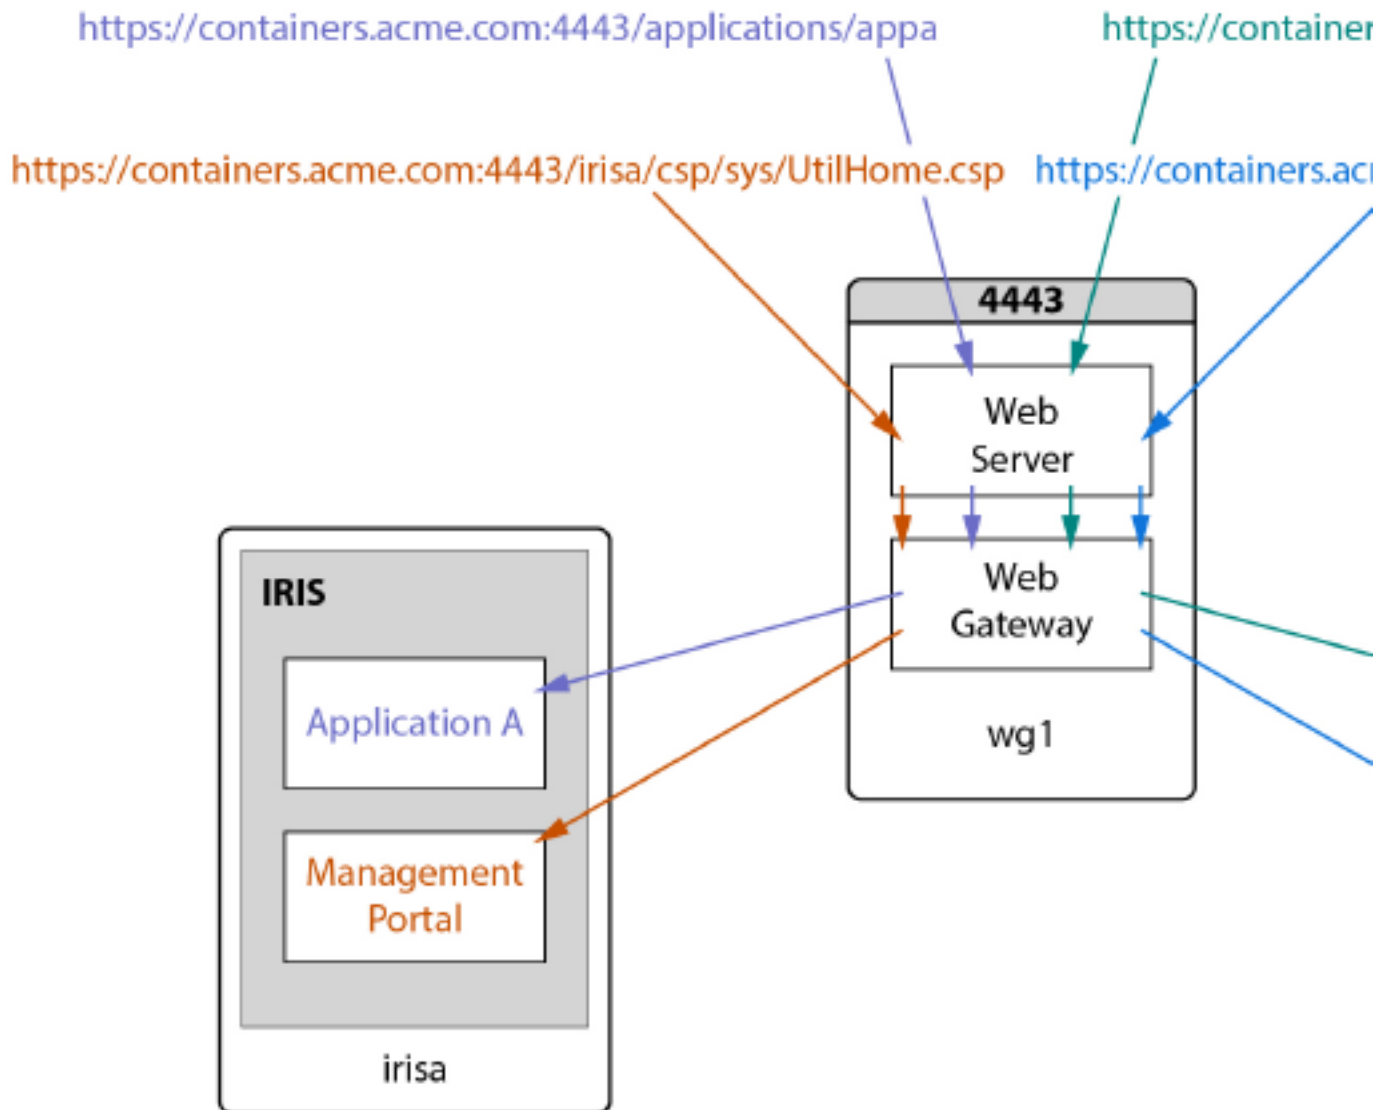 https://containers.acme.com:4443/applications/appa
https://container
https://containers.acme.com:4443/irisa/csp/sys/UtilHome.csp
https://containers.ac
4443
Web
Server
Web
Gateway
wg1
IRIS
Application A
Management
Portal
irisa